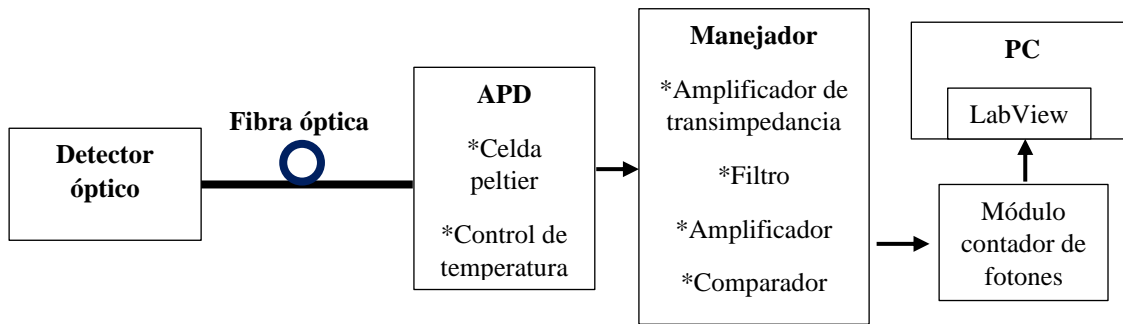 Detector
óptico
Fibra óptica
APD
*Celda
peltier
*Control de
temperatura
Manejador
*Amplificador de
transimpedancia
*Filtro
*Amplificador
*Comparador
PC
LabView
Módulo
contador de
fotones